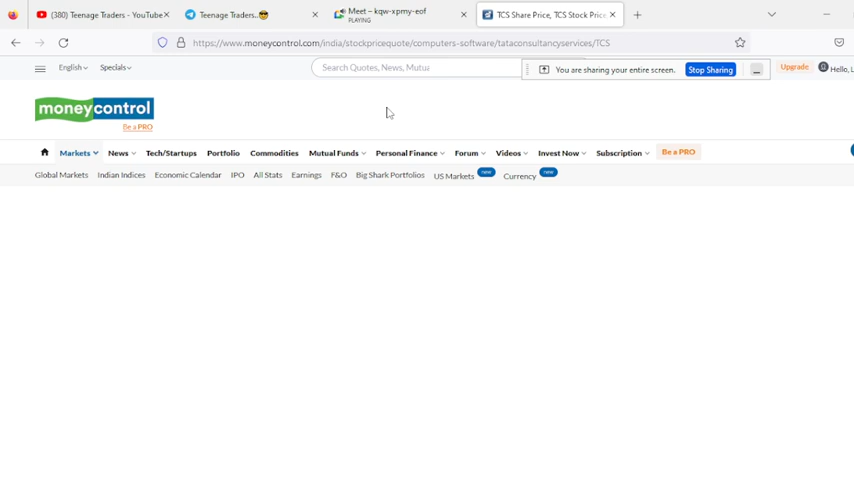 (380) Teenage Traders - YouTube
Teenage Traders..😎
Meet – kqw-xpmy-eof
PLAYING
TCS Share Price, TCS Stock Price
https://www.moneycontrol.com/india/stockpricequote/computers-software/tataconsultancyservices/TCS
English
Specials
Search Quotes, News, Mutua
You are sharing your entire screen.
Stop Sharing
Upgrade
Hello, L
moneycontrol
Be a PRO
Markets
News
Tech/Startups
Portfolio
Commodities
Mutual Funds
Personal Finance
Forum
Videos
Invest Now
Subscription
Be a PRO
Global Markets
Indian Indices
Economic Calendar
IPO
All Stats
Earnings
F&O
Big Shark Portfolios
US Markets
new
Currency
new